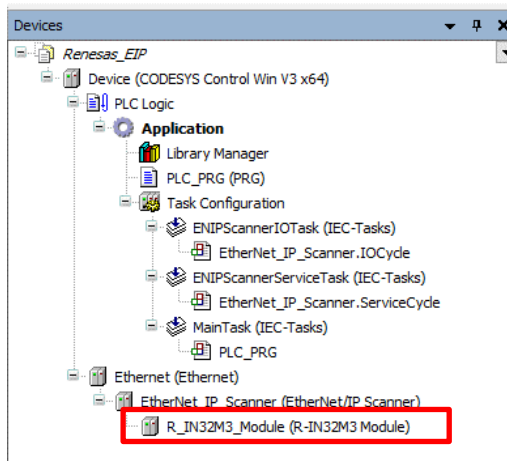 Devices
Renesas_EIP
Device (CODESYS Control Win V3 x64)
PLC Logic
Application
Library Manager
PLC_PRG (PRG)
Task Configuration
ENIPScannerIOTask (IEC-Tasks)
EtherNet_IP_Scanner.IOCycle
ENIPScannerServiceTask (IEC-Tasks)
EtherNet_IP_Scanner.ServiceCycle
MainTask (IEC-Tasks)
PLC_PRG
Ethernet (Ethernet)
EtherNet_IP_Scanner (EtherNet/IP Scanner)
R_IN32M3_Module (R-IN32M3 Module)